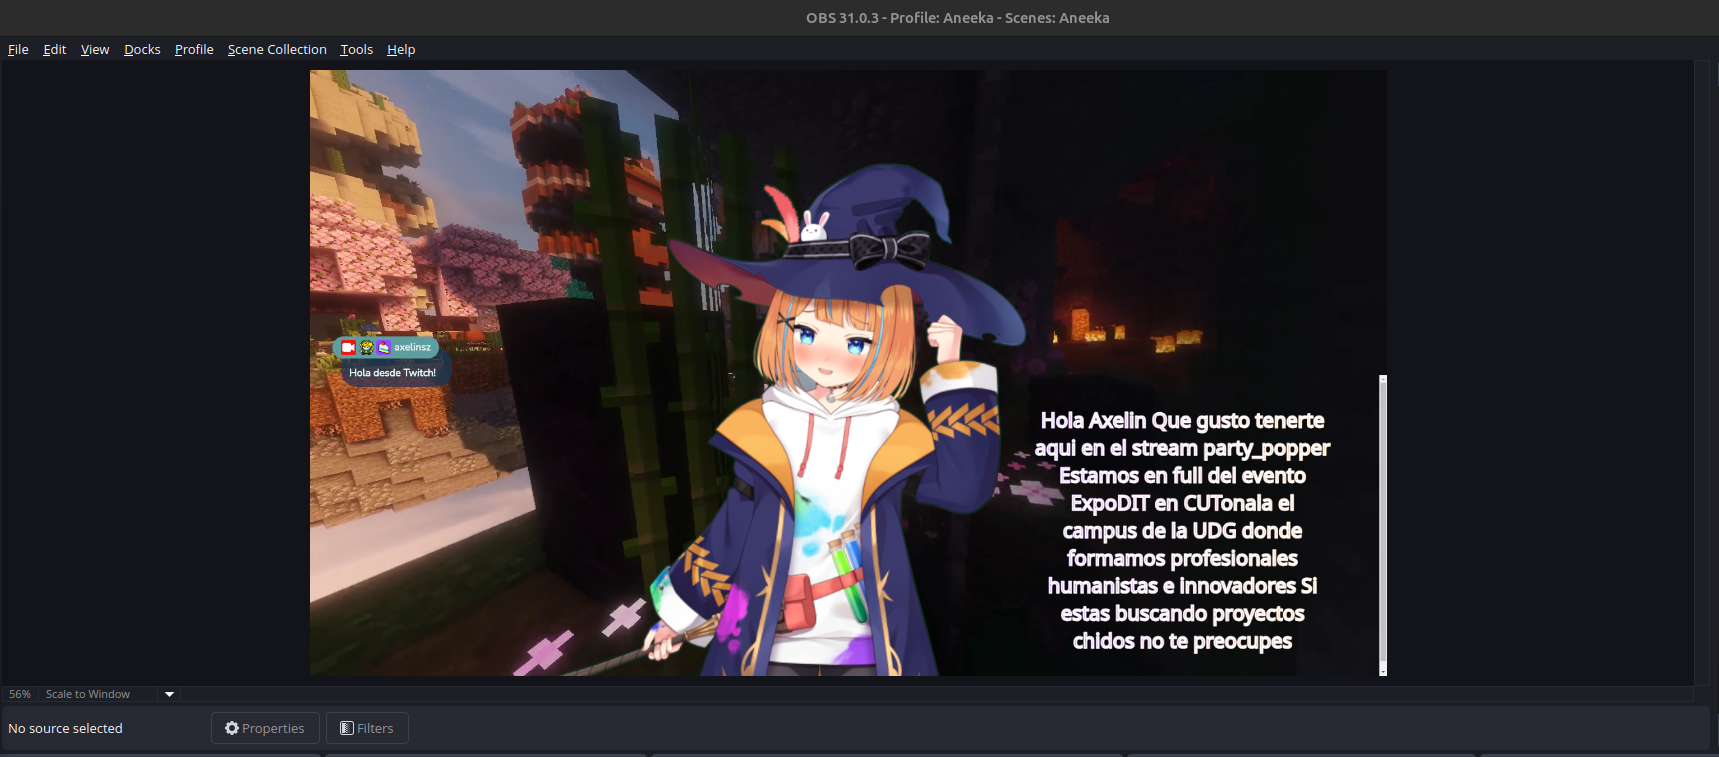 OBS 31.0.3 - Profile: Aneeka - Scenes: Aneeka
File Edit View Docks Profile Scene Collection Tools Help
axelinsz
Hola desde Twitch!
Hola Axelin Que gusto tenerte
aqui en el stream party_popper
Estamos en full del evento
ExpoDIT en CUTonala el
campus de la UDG donde
formamos profesionales
humanistas e innovadores Si
estas buscando proyectos
chidos no te preocupes
56% Scale to Window
No source selected Properties Filters